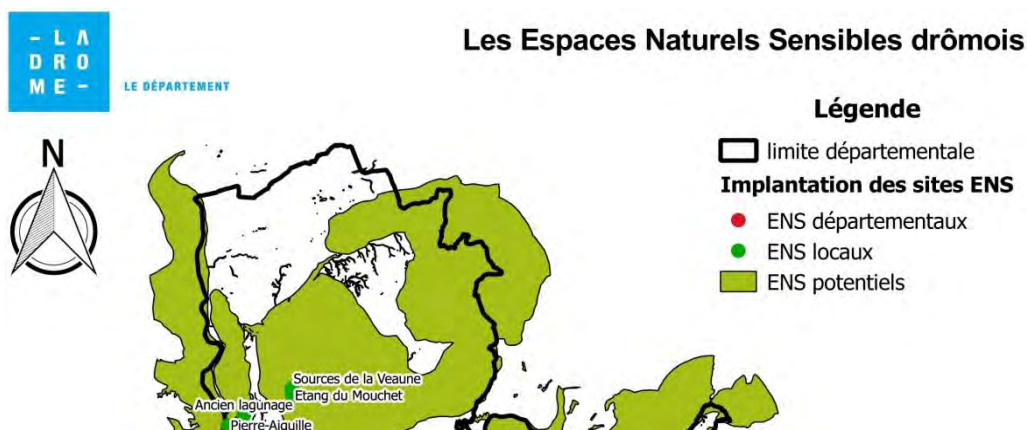 - L A
D R O
M E -
LE DÉPARTEMENT
Les Espaces Naturels Sensibles drômois
N
Légende
limite départementale
Implantation des sites ENS
ENS départementaux
ENS locaux
ENS potentiels
Sources de la Veaune
Etang du Mouchet
Ancien lagunage
Pierre-Aiguille